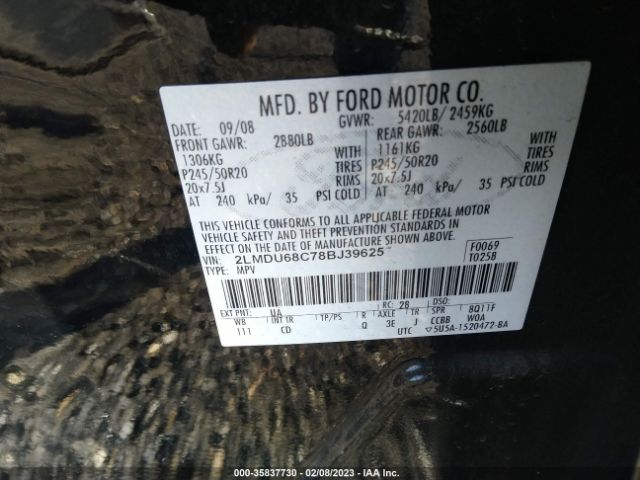 MFD. BY FORD MOTOR CO.
DATE: 09/08 GVWR: 5420LB/ 2459KG
FRONT GAWR: 2880LB REAR GAWR: 2560LB
1306KG WITH 1161KG WITH
P245/50R20 TIRES P245/50R20 TIRES
20x7.5J RIMS 20x7.5J RIMS
AT 240 kPa/ 35 PSI COLD AT 240 kPa/ 35 PSI COLD
THIS VEHICLE CONFORMS TO ALL APPLICABLE FEDERAL MOTOR
VEHICLE SAFETY AND THEFT PREVENTION STANDARDS IN
EFFECT ON THE DATE OF MANUFACTURE SHOWN ABOVE.
VIN: 2LMDU68C78BJ39625 F0069
TYPE: MPV T0258
EXT PNT: UA RC: 28 DSO:
WB INT TR TP/PS R AXLE TR SPR 8Q11F
111 CD Q 3E J CCBB W0A
UTC ▽5U5A-1520472-BA
000-35837730 - 02/08/2023 - IAA Inc.